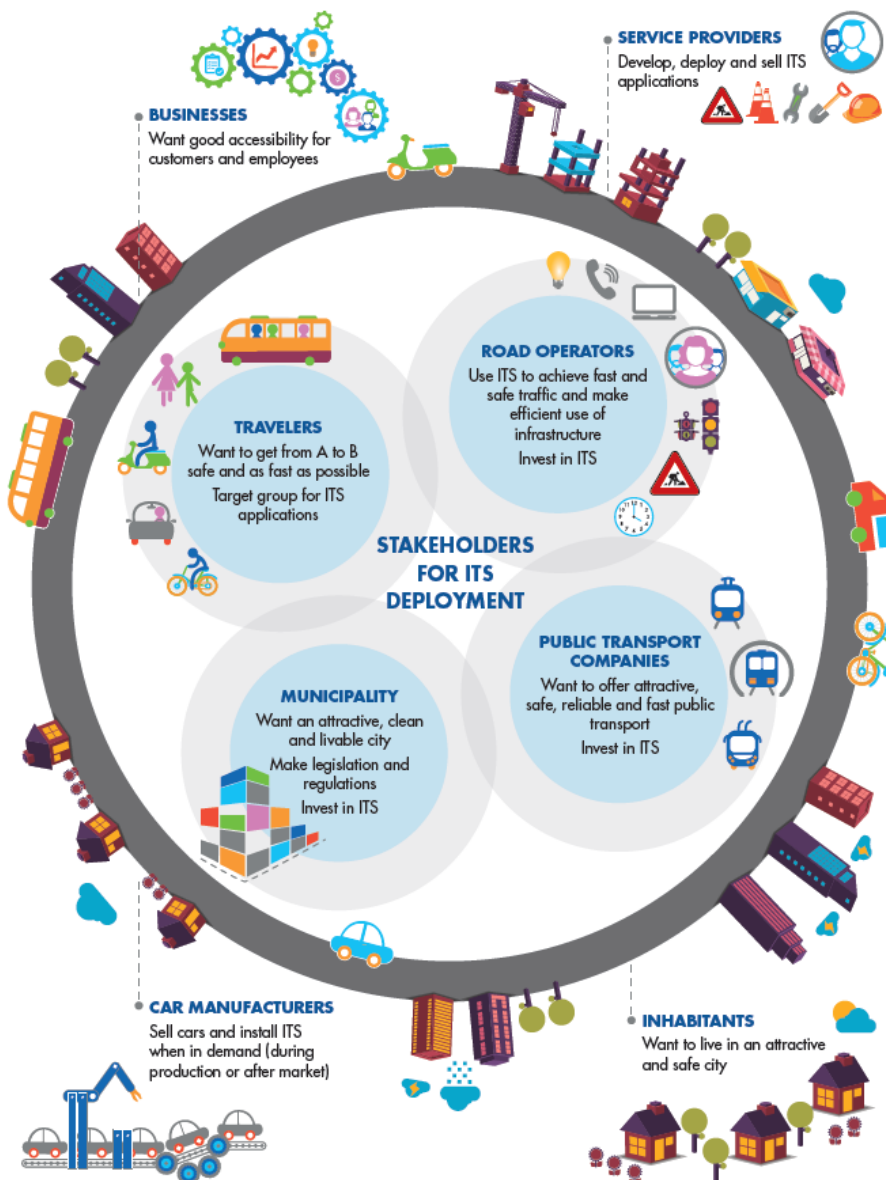 SERVICE PROVIDERS
Develop, deploy and sell ITS
applications
BUSINESSES
Want good accessibility for
customers and employees
ROAD OPERATORS
Use ITS to achieve fast and
safe traffic and make
efficient use of
infrastructure
Invest in ITS
TRAVELERS
Want to get from A to B
safe and as fast as possible
Target group for ITS
applications
STAKEHOLDERS
FOR ITS
DEPLOYMENT
PUBLIC TRANSPORT
COMPANIES
Want to offer attractive,
safe, reliable and fast public
transport
Invest in ITS
MUNICIPALITY
Want an attractive, clean
and livable city
Make legislation and
regulations
Invest in ITS
CAR MANUFACTURERS
Sell cars and install ITS
when in demand (during
production or after market)
INHABITANTS
Want to live in an attractive
and safe city